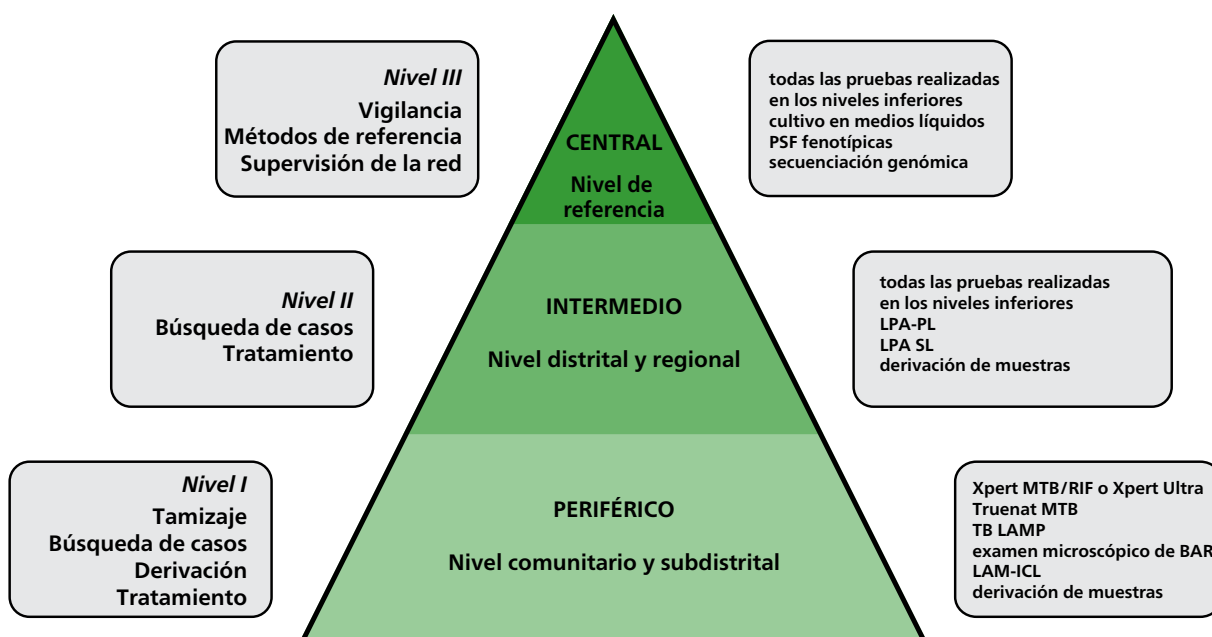 Nivel III
Vigilancia
Métodos de referencia
Supervisión de la red
CENTRAL
Nivel de
referencia
todas las pruebas realizadas
en los niveles inferiores
cultivo en medios líquidos
PSF fenotípicas
secuenciación genómica
Nivel II
Búsqueda de casos
Tratamiento
INTERMEDIO
Nivel distrital y regional
todas las pruebas realizadas
en los niveles inferiores
LPA-PL
LPA SL
derivación de muestras
Nivel I
Tamizaje
Búsqueda de casos
Derivación
Tratamiento
PERIFÉRICO
Nivel comunitario y subdistrital
Xpert MTB/RIF o Xpert Ultra
Truenat MTB
TB LAMP
examen microscópico de BAR
LAM-ICL
derivación de muestras